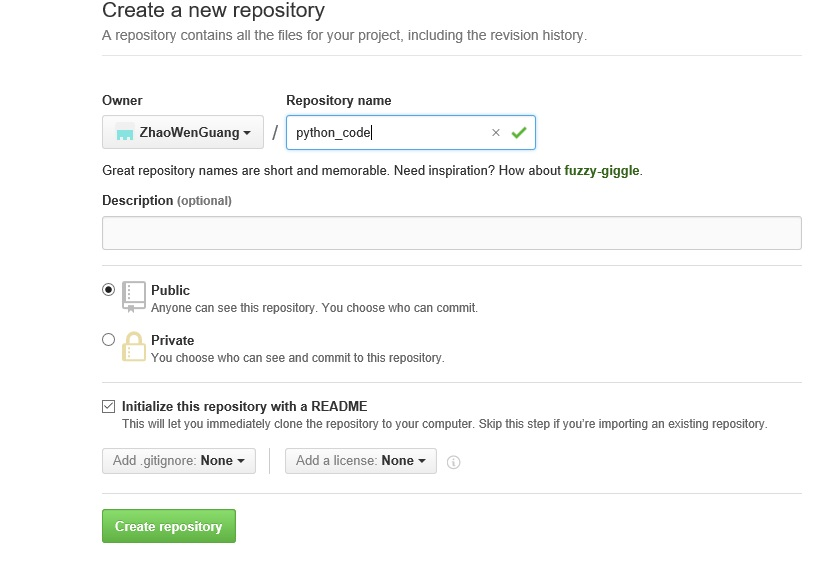 Create a new repository
A repository contains all the files for your project, including the revision history.
Owner Repository name
ZhaoWenGuang / python_code
Great repository names are short and memorable. Need inspiration? How about fuzzy-giggle.
Description (optional)
Public
Anyone can see this repository. You choose who can commit.
Private
You choose who can see and commit to this repository.
Initialize this repository with a README
This will let you immediately clone the repository to your computer. Skip this step if you're importing an existing repository.
Add .gitignore: None Add a license: None
Create repository